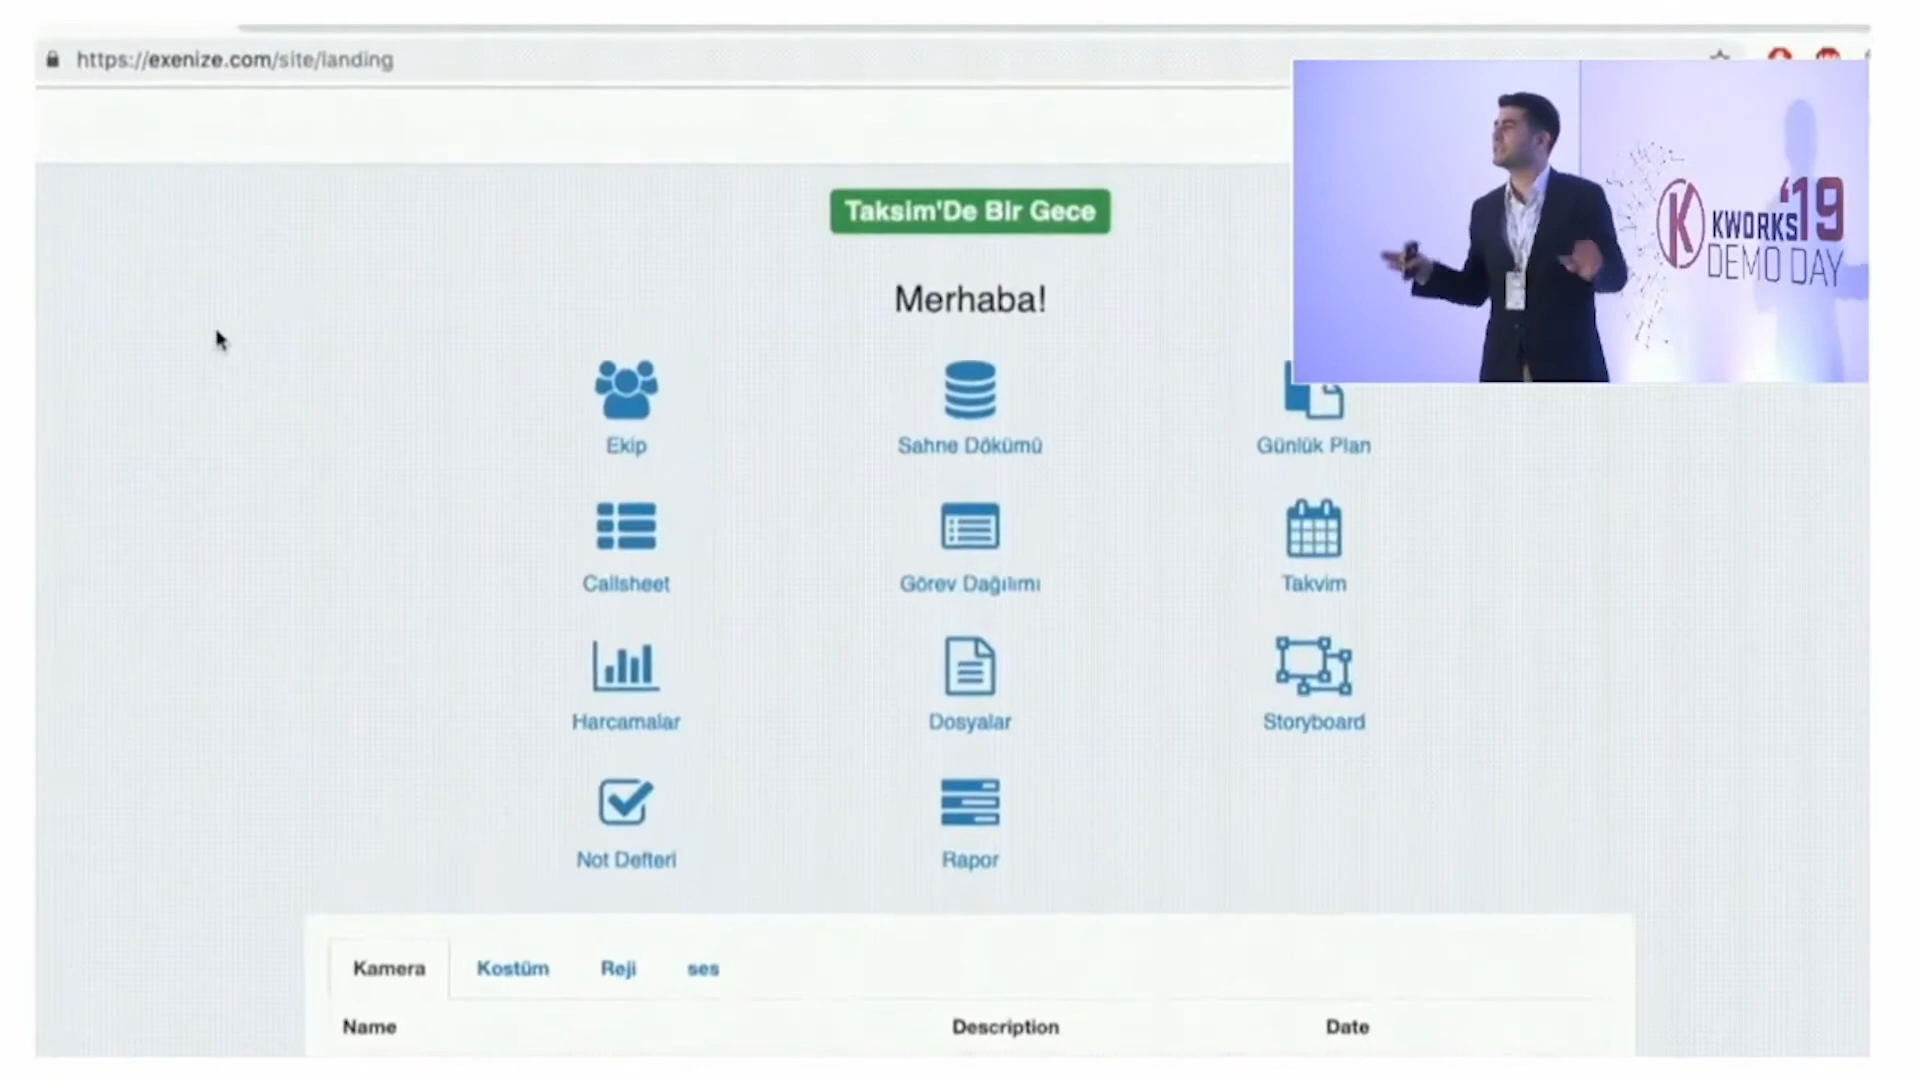 https://exenize.com/site/landing
Taksim'De Bir Gece
Merhaba!
K KWORKS '19
DEMO DAY
Ekip
Sahne Dökümü
Günlük Plan
Callsheet
Görev Dağılımı
Takvim
Harcamalar
Dosyalar
Storyboard
Not Defteri
Rapor
Kamera Kostüm Reji ses
Name Description Date